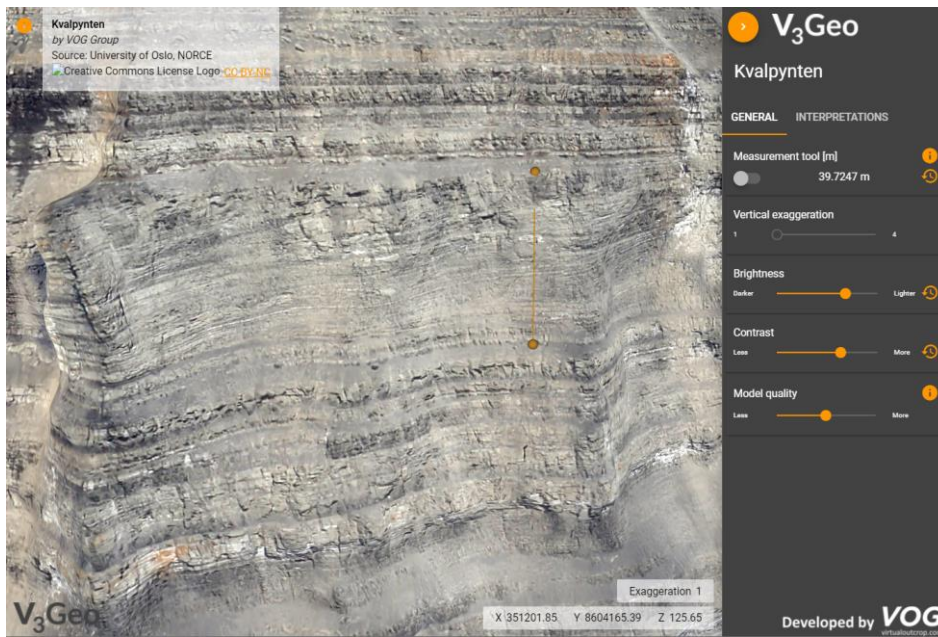 Kvalpynten
by VOG Group
Source: University of Oslo, NORCE
Creative Commons License Logo CC-BY-NC
V3Geo
Kvalpynten
GENERAL INTERPRETATIONS
Measurement tool [m]
39.7247 m
Vertical exaggeration
1 4
Brightness
Darker Lighter
Contrast
Less More
Model quality
Less More
Exaggeration 1
X 351201.85 Y 8604165.39 Z 125.65
V3Geo
Developed by VOG
virtualoutcrop.co